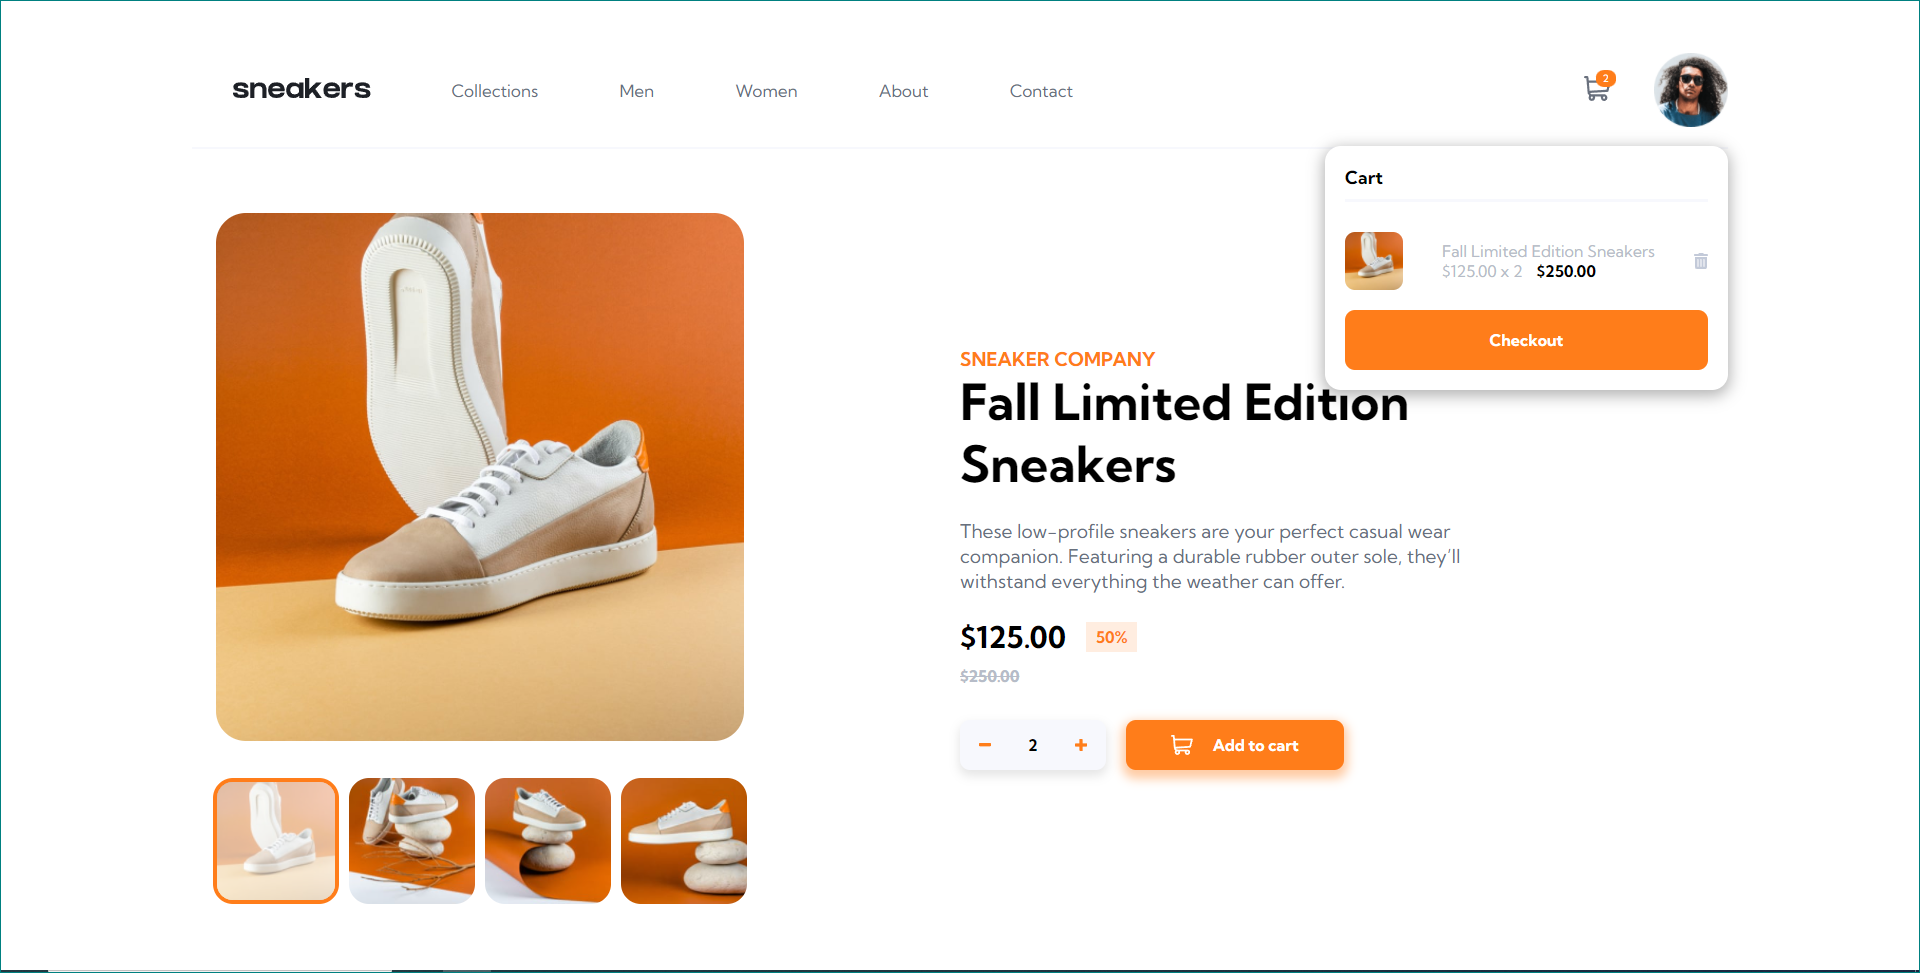 sneakers
Collections
Men
Women
About
Contact
2
Cart
Fall Limited Edition Sneakers
$125.00 x 2 $250.00
Checkout
SNEAKER COMPANY
Fall Limited Edition
Sneakers
These low-profile sneakers are your perfect casual wear
companion. Featuring a durable rubber outer sole, they’ll
withstand everything the weather can offer.
$125.00 50%
$250.00
2
Add to cart